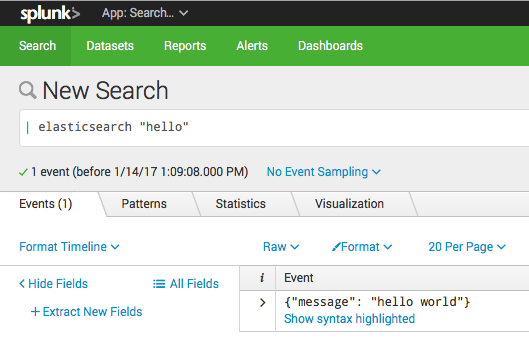 splunk> App: Search...
Search Datasets Reports Alerts Dashboards
New Search
| elasticsearch "hello"
1 event (before 1/14/17 1:09:08.000 PM) No Event Sampling
Events (1) Patterns Statistics Visualization
Format Timeline Raw Format 20 Per Page
Hide Fields All Fields i Event
+ Extract New Fields > {"message": "hello world"}
Show syntax highlighted